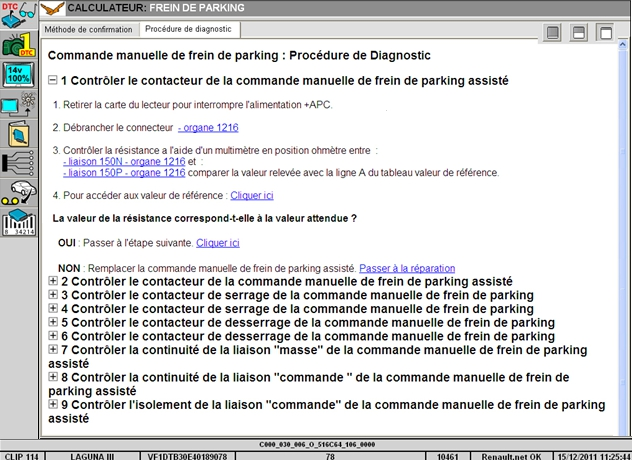 DTC
CALCULATEUR: FREIN DE PARKING
1
DTC
Méthode de confirmation
Procédure de diagnostic
14v
100%
Commande manuelle de frein de parking : Procédure de Diagnostic
1 Contrôler le contacteur de la commande manuelle de frein de parking assisté
1. Retirer la carte du lecteur pour interrompre l'alimentation +APC.
2. Débrancher le connecteur - organe 1216
3. Contrôler la résistance a l'aide d'un multimètre en position ohmètre entre :
- liaison 150N - organe 1216 et :
- liaison 150P - organe 1216 comparer la valeur relevée avec la ligne A du tableau valeur de référence.
4. Pour accéder aux valeur de référence : Cliquer ici
La valeur de la résistance correspond-t-elle à la valeur attendue ?
OUI : Passer à l'étape suivante. Cliquer ici
NON : Remplacer la commande manuelle de frein de parking assisté. Passer à la réparation
2 Contrôler le contacteur de la commande manuelle de frein de parking assisté
3 Contrôler le contacteur de serrage de la commande manuelle de frein de parking
4 Contrôler le contacteur de serrage de la commande manuelle de frein de parking
5 Contrôler le contacteur de desserrage de la commande manuelle de frein de parking
6 Contrôler le contacteur de desserrage de la commande manuelle de frein de parking
7 Contrôler la continuité de la liaison "masse" de la commande manuelle de frein de parking
assisté
8 Contrôler la continuité de la liaison "commande " de la commande manuelle de frein de
parking assisté
9 Contrôler l'isolement de la liaison "commande" de la commande manuelle de frein de parking
assisté
8 34214
C000_030_006_O_516C64_106_0000
CLIP 114 LAGUNA III VF1DTB30E40189078 78 10461 Renault.net OK 15/12/2011 11:25:44